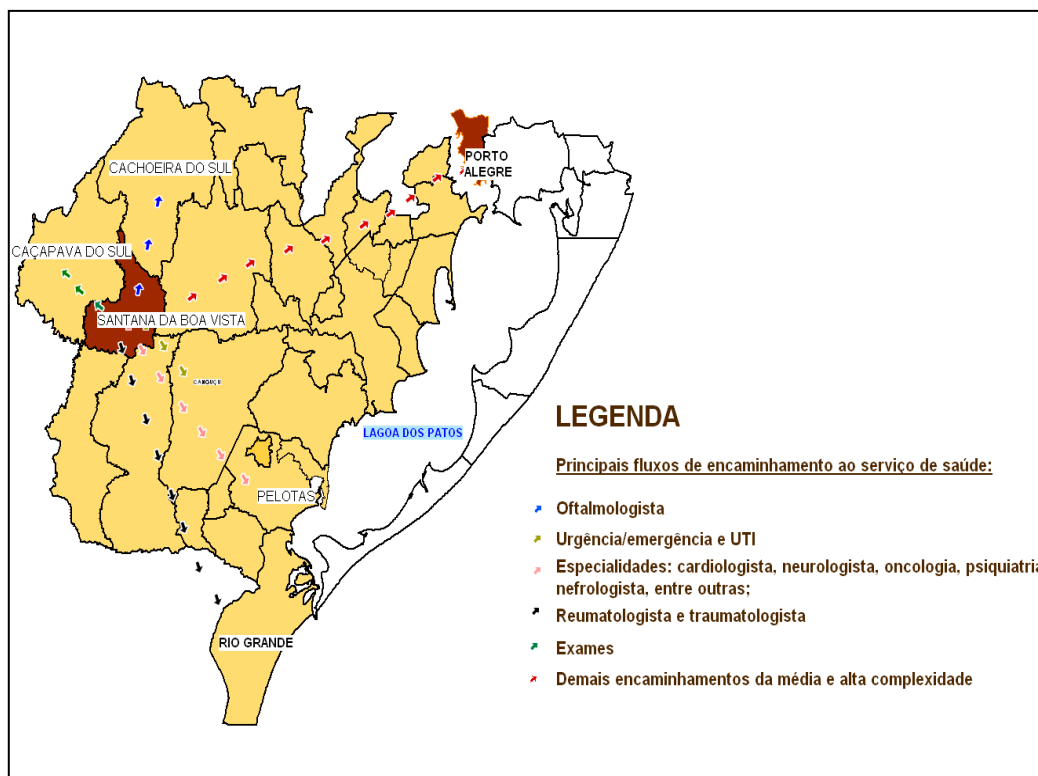 PORTO
ALEGRE
CACHOEIRA DO SUL
CAÇAPAVA DO SUL
SANTANA DA BOA VISTA
CANGUÇU
LAGOA DOS PATOS
PELOTAS
RIO GRANDE
LEGENDA
Principais fluxos de encaminhamento ao serviço de saúde:
Oftalmologista
Urgência/emergência e UTI
Especialidades: cardiologista, neurologista, oncologia, psiquiatria
nefrologista, entre outras;
Reumatologista e traumatologista
Exames
Demais encaminhamentos da média e alta complexidade